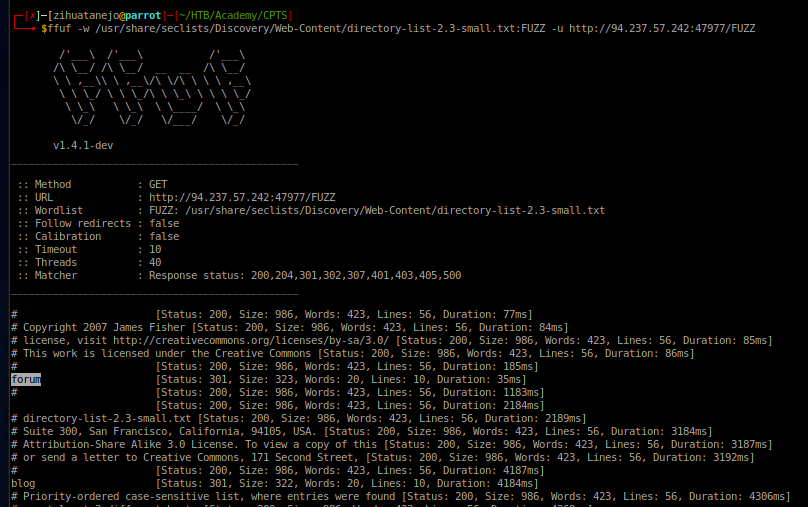 [✗]─[zihuatanejo@parrot]─[~/HTB/Academy/CPTS]
$ffuf -w /usr/share/seclists/Discovery/Web-Content/directory-list-2.3-small.txt:FUZZ -u http://94.237.57.242:47977/FUZZ
v1.4.1-dev
:: Method : GET
:: URL : http://94.237.57.242:47977/FUZZ
:: Wordlist : FUZZ: /usr/share/seclists/Discovery/Web-Content/directory-list-2.3-small.txt
:: Follow redirects : false
:: Calibration : false
:: Timeout : 10
:: Threads : 40
:: Matcher : Response status: 200,204,301,302,307,401,403,405,500
# [Status: 200, Size: 986, Words: 423, Lines: 56, Duration: 77ms]
# Copyright 2007 James Fisher [Status: 200, Size: 986, Words: 423, Lines: 56, Duration: 84ms]
# license, visit http://creativecommons.org/licenses/by-sa/3.0/ [Status: 200, Size: 986, Words: 423, Lines: 56, Duration: 85ms]
# This work is licensed under the Creative Commons [Status: 200, Size: 986, Words: 423, Lines: 56, Duration: 86ms]
# [Status: 200, Size: 986, Words: 423, Lines: 56, Duration: 185ms]
forum [Status: 301, Size: 323, Words: 20, Lines: 10, Duration: 35ms]
# [Status: 200, Size: 986, Words: 423, Lines: 56, Duration: 1183ms]
[Status: 200, Size: 986, Words: 423, Lines: 56, Duration: 2184ms]
# directory-list-2.3-small.txt [Status: 200, Size: 986, Words: 423, Lines: 56, Duration: 2189ms]
# Suite 300, San Francisco, California, 94105, USA. [Status: 200, Size: 986, Words: 423, Lines: 56, Duration: 3184ms]
# Attribution-Share Alike 3.0 License. To view a copy of this [Status: 200, Size: 986, Words: 423, Lines: 56, Duration: 3187ms]
# or send a letter to Creative Commons, 171 Second Street, [Status: 200, Size: 986, Words: 423, Lines: 56, Duration: 3192ms]
# [Status: 200, Size: 986, Words: 423, Lines: 56, Duration: 4187ms]
blog [Status: 301, Size: 322, Words: 20, Lines: 10, Duration: 4184ms]
# Priority-ordered case-sensitive list, where entries were found [Status: 200, Size: 986, Words: 423, Lines: 56, Duration: 4306ms]